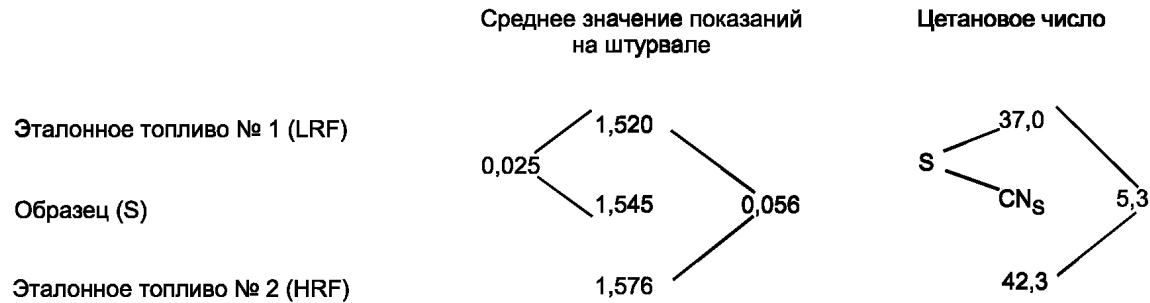 Среднее значение показаний
на штурвале
Цетановое число
Эталонное топливо № 1 (LRF)
1,520
37,0
0,025
S
Образец (S)
1,545
0,056
CNS
5,3
Эталонное топливо № 2 (HRF)
1,576
42,3